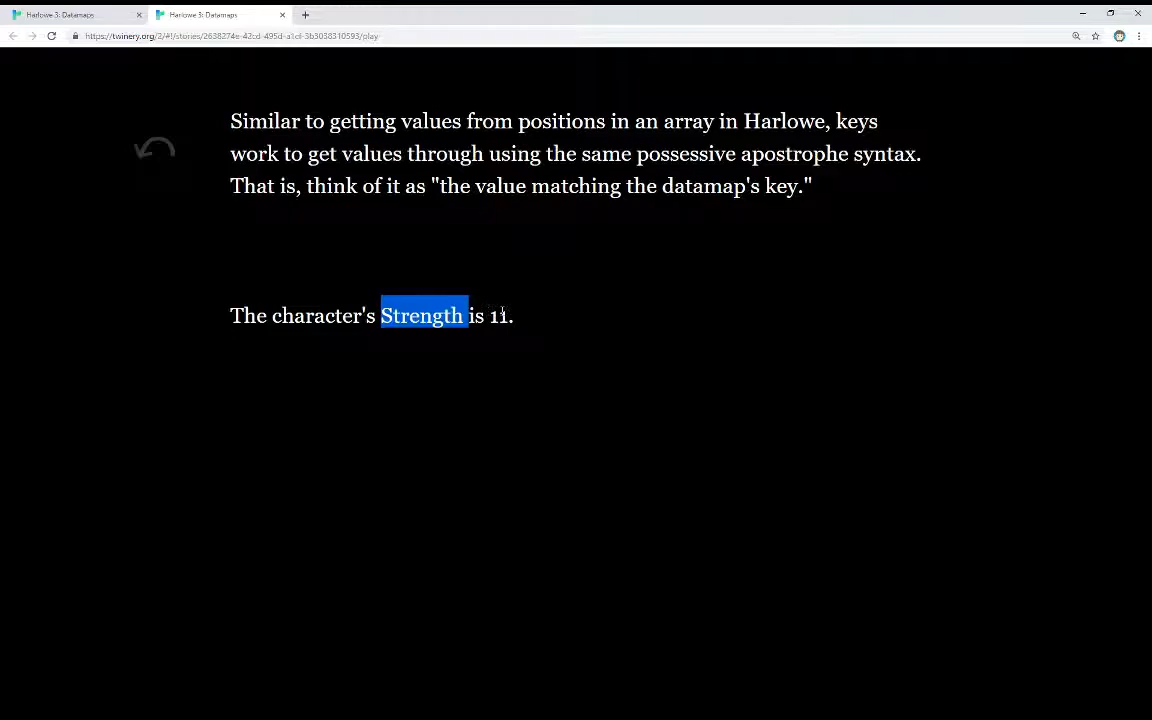 Harlowe 3: Datamaps
Harlowe 3: Datamaps
Similar to getting values from positions in an array in Harlowe, keys
work to get values through using the same possessive apostrophe syntax.
That is, think of it as "the value matching the datamap's key."
The character's Strength is 11.